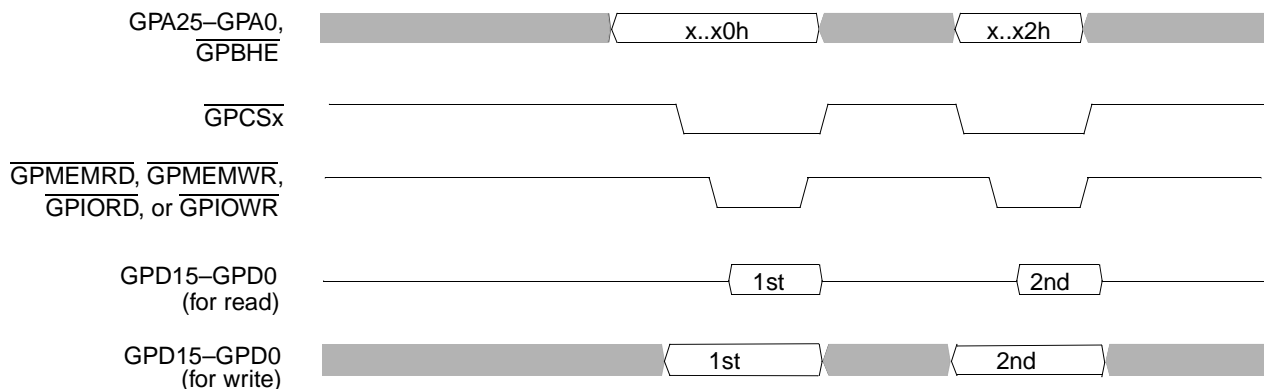 GPA25–GPA0,
GPBHE
x..x0h
x..x2h
GPCSx
GPMEMRD, GPMEMWR,
GPIORD, or GPIOWR
GPD15–GPD0
(for read)
1st
2nd
GPD15–GPD0
(for write)
1st
2nd